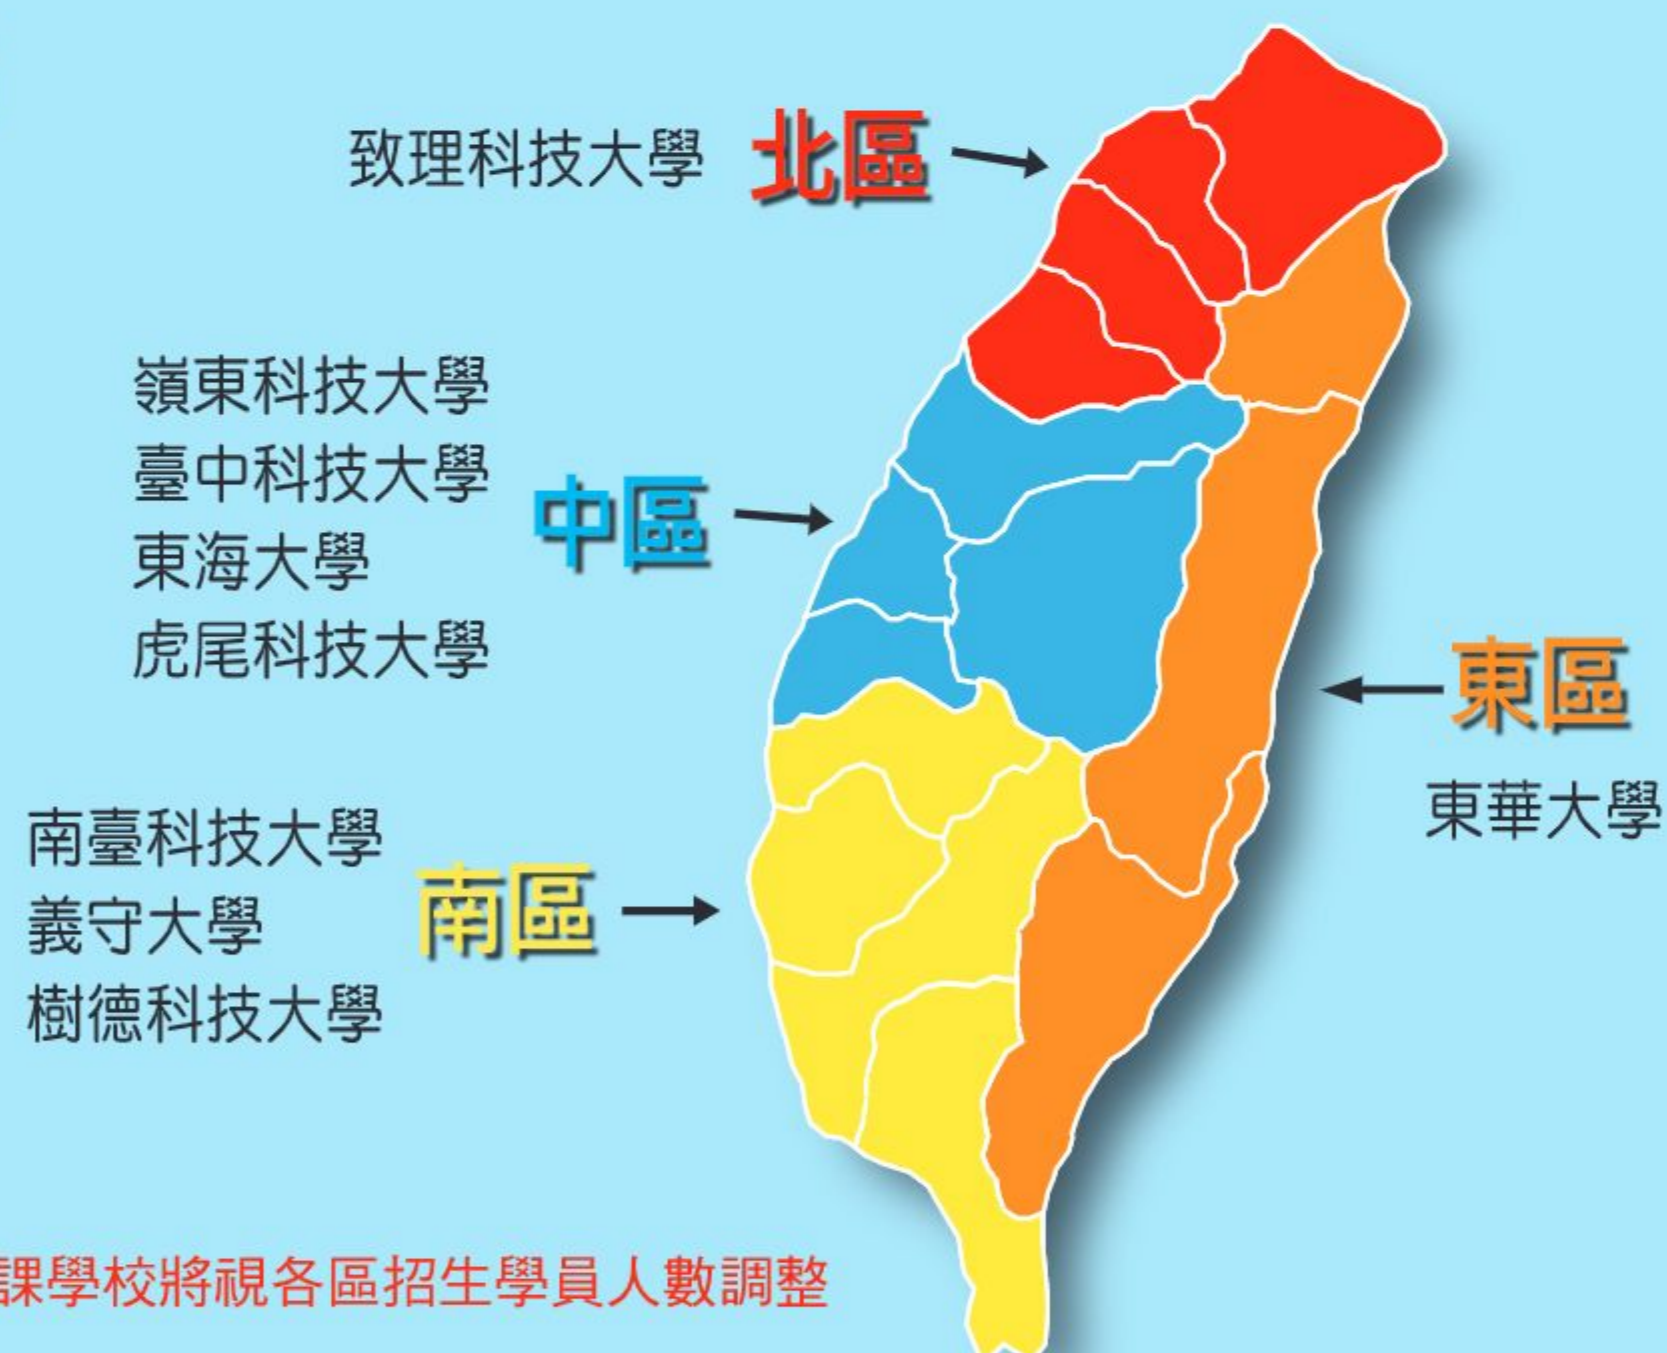 致理科技大學
北區
嶺東科技大學
臺中科技大學
東海大學
虎尾科技大學
中區
東區
東華大學
南臺科技大學
義守大學
樹德科技大學
南區
課學校將視各區招生學員人數調整